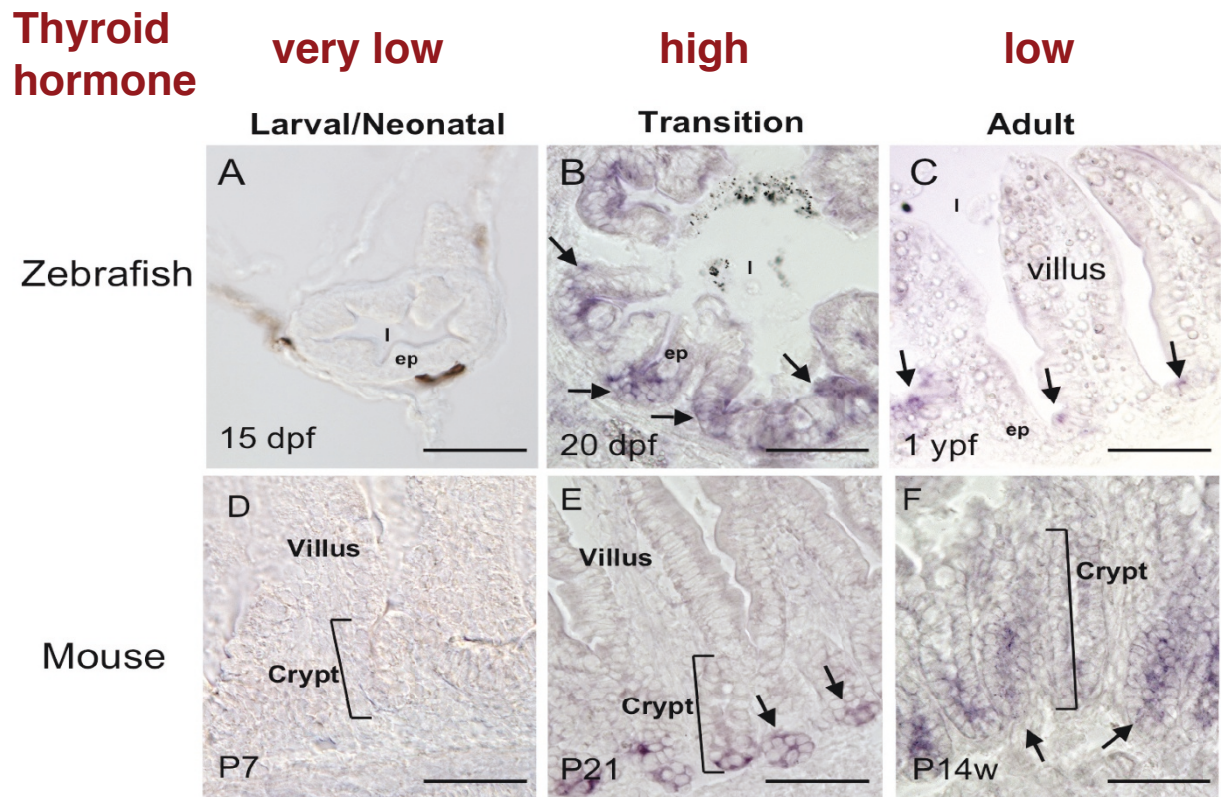 Thyroid
hormone
very low
high
low
Larval/Neonatal
Transition
Adult
Zebrafish
A
l
ep
15 dpf
B
l
ep
20 dpf
C
l
villus
ep
1 ypf
Mouse
D
Villus
Crypt
P7
E
Villus
Crypt
P21
F
Crypt
P14w